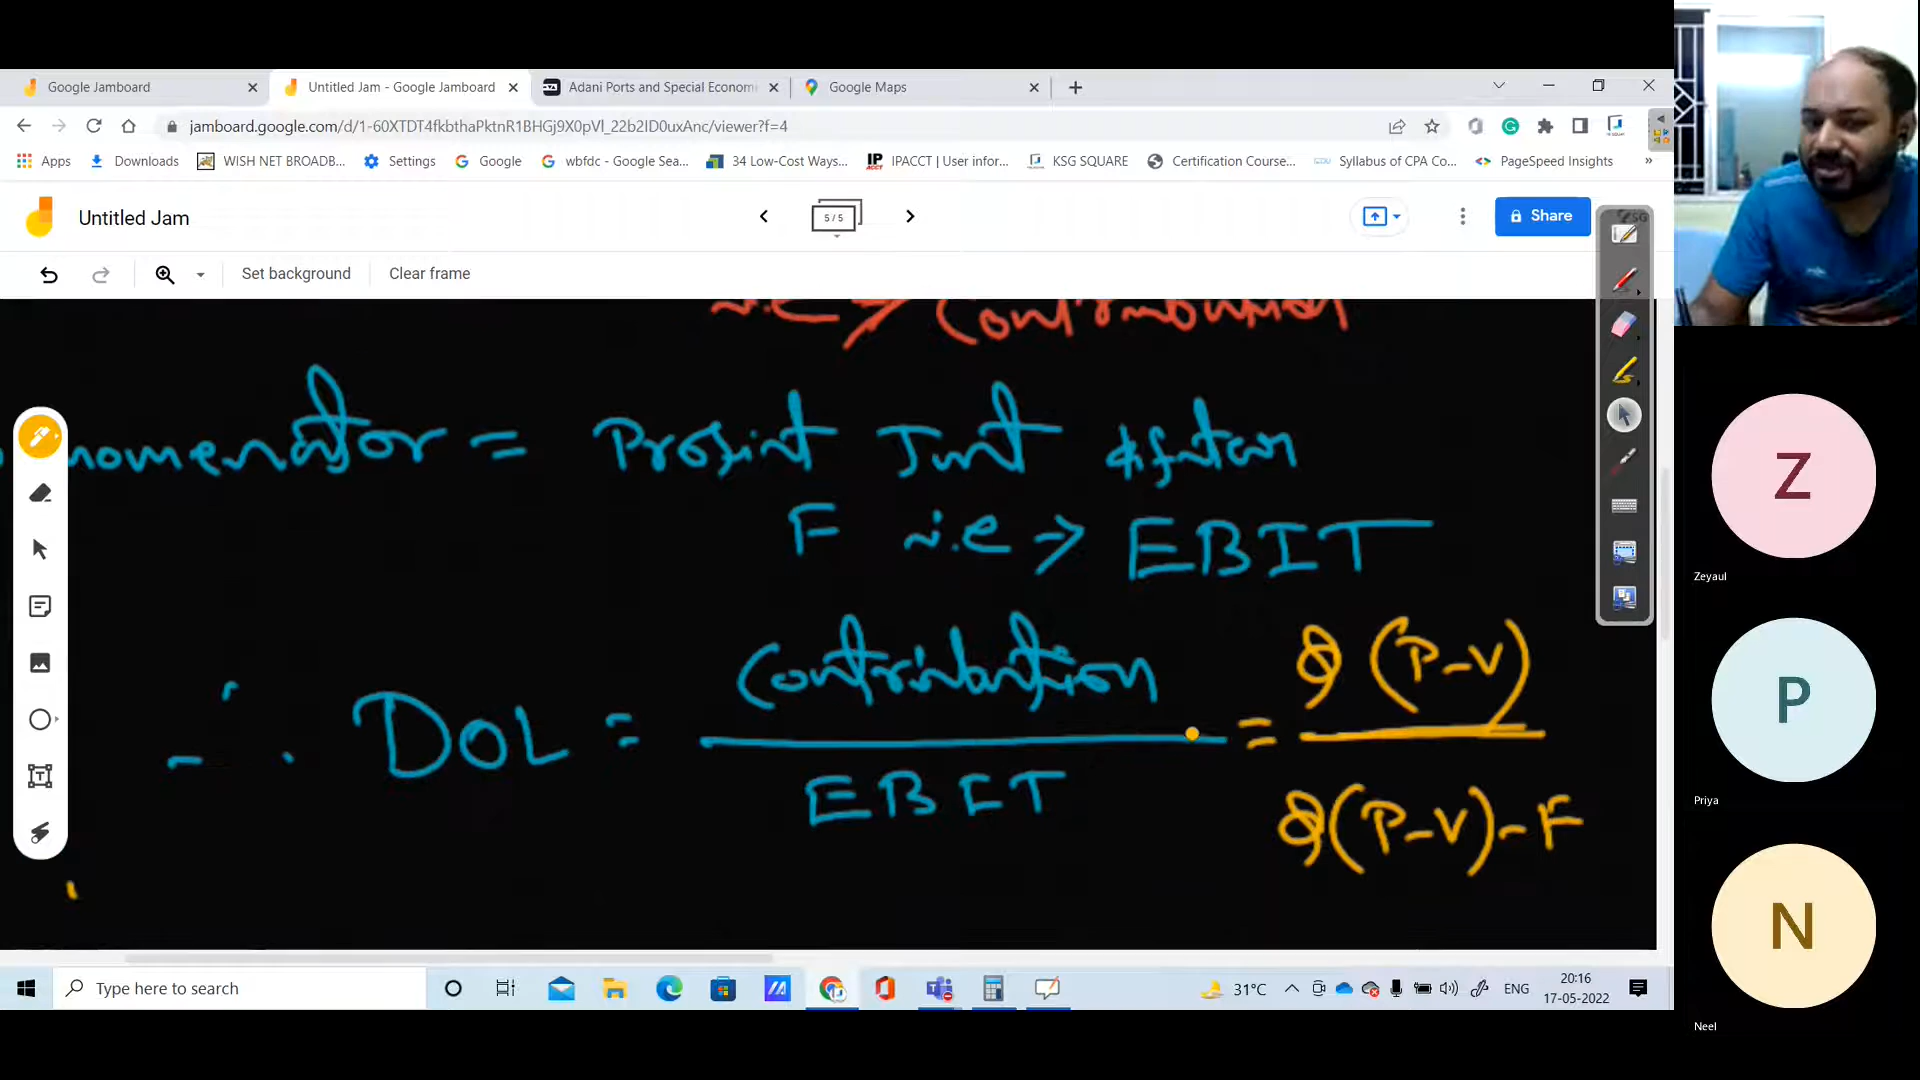 Google Jamboard
Untitled Jam - Google Jamboard
Adani Ports and Special Econom
Google Maps
jamboard.google.com/d/1-60XTDT4fkbthaPktnR1BHGj9X0pVl_22b2ID0uxAnc/viewer?f=4
Apps Downloads WISH NET BROADB... Settings Google wbfdc - Google Sea... 34 Low-Cost Ways... IPACCT | User infor... KSG SQUARE Certification Course... Syllabus of CPA Co... PageSpeed Insights »
Untitled Jam
5 / 5
Share
Set background Clear frame
i.e → Contribution
nomenator = Profit Just after
F i.e → EBIT
∴ DOL = Contribution / EBIT = Q (P-V) / Q(P-V)-F
Z
Zeyaul
P
Priya
N
Neel
Type here to search
31°C
ENG
20:16
17-05-2022